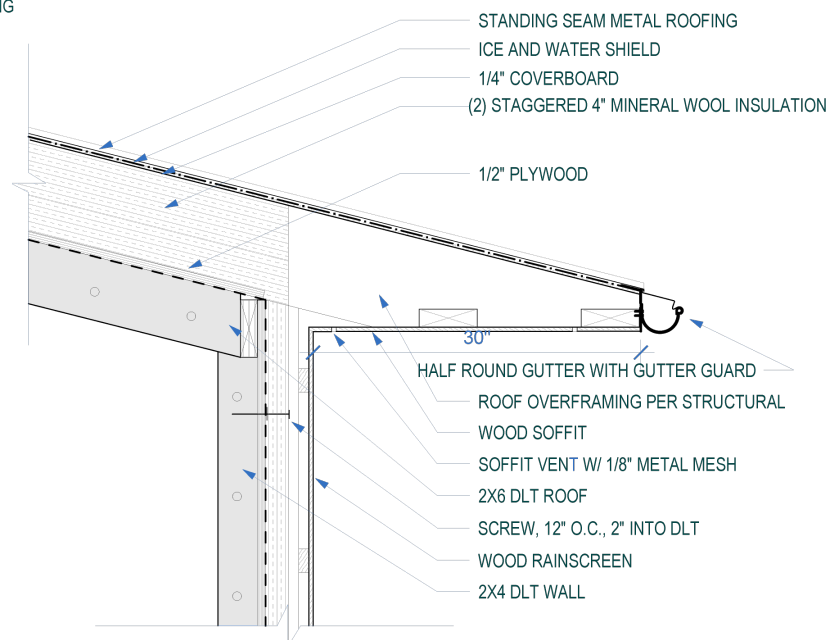 STANDING SEAM METAL ROOFING
ICE AND WATER SHIELD
1/4" COVERBOARD
(2) STAGGERED 4" MINERAL WOOL INSULATION
1/2" PLYWOOD
30"
HALF ROUND GUTTER WITH GUTTER GUARD
ROOF OVERFRAMING PER STRUCTURAL
WOOD SOFFIT
SOFFIT VENT W/ 1/8" METAL MESH
2X6 DLT ROOF
SCREW, 12" O.C., 2" INTO DLT
WOOD RAINSCREEN
2X4 DLT WALL